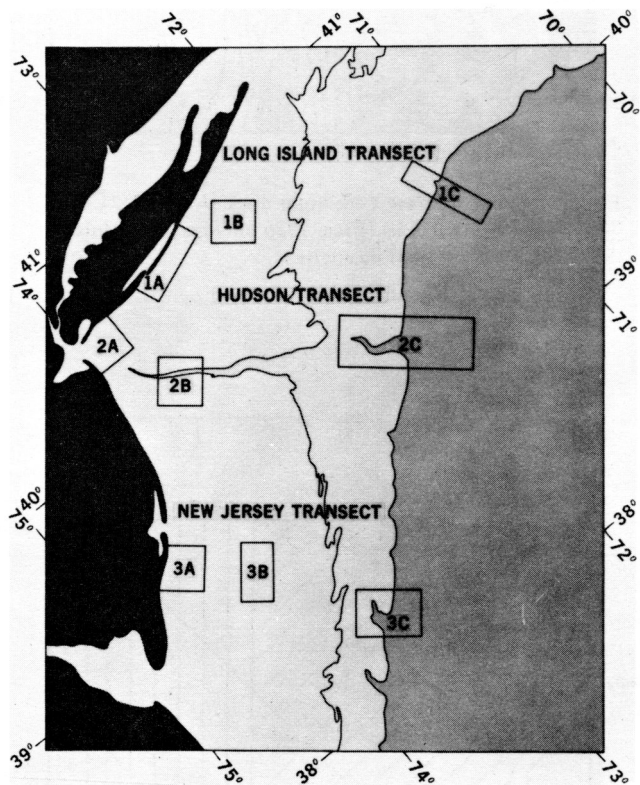 72°
41°
71°
70°
40°
73°
70°
LONG ISLAND TRANSECT
1C
1B
41°
1A
39°
74°
HUDSON TRANSECT
71°
2A
2C
2B
40°
NEW JERSEY TRANSECT
38°
75°
72°
3A
3B
3C
39°
75°
38°
74°
73°